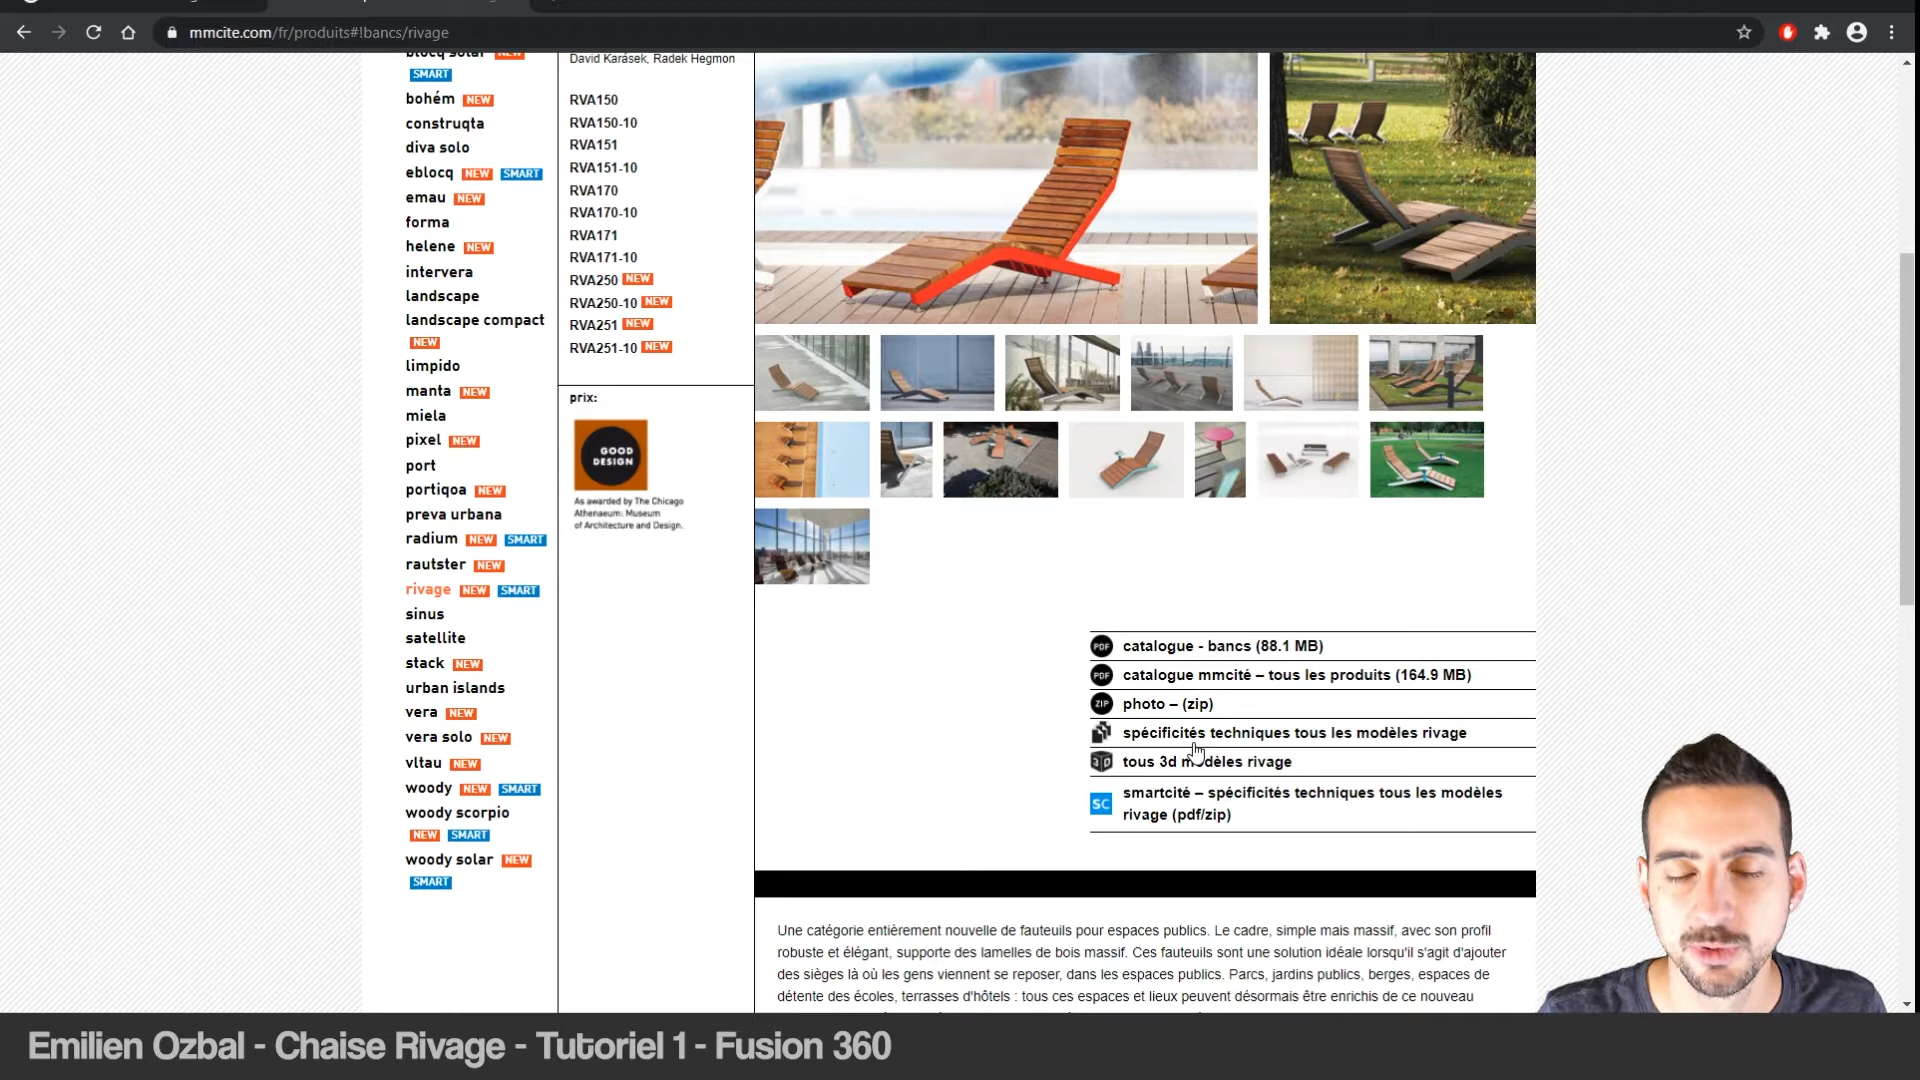 mmcite.com/fr/produits#!bancs/rivage
blocq solar NEW
SMART
bohém NEW
construqta
diva solo
eblocq NEW SMART
emau NEW
forma
helene NEW
intervera
landscape
landscape compact
NEW
limpido
manta NEW
miela
pixel NEW
port
portiqoa NEW
preva urbana
radium NEW SMART
rautster NEW
rivage NEW SMART
sinus
satellite
stack NEW
urban islands
vera NEW
vera solo NEW
vltau NEW
woody NEW SMART
woody scorpio
NEW SMART
woody solar NEW
SMART
David Karásek, Radek Hegmon
RVA150
RVA150-10
RVA151
RVA151-10
RVA170
RVA170-10
RVA171
RVA171-10
RVA250 NEW
RVA250-10 NEW
RVA251 NEW
RVA251-10 NEW
prix:
GOOD
DESIGN
As awarded by The Chicago
Athenaeum: Museum
of Architecture and Design.
PDF catalogue - bancs (88.1 MB)
PDF catalogue mmcité – tous les produits (164.9 MB)
ZIP photo – (zip)
spécificités techniques tous les modèles rivage
3D tous 3d modèles rivage
SC smartcité – spécificités techniques tous les modèles
rivage (pdf/zip)
Une catégorie entièrement nouvelle de fauteuils pour espaces publics. Le cadre, simple mais massif, avec son profil
robuste et élégant, supporte des lamelles de bois massif. Ces fauteuils sont une solution idéale lorsqu'il s'agit d'ajouter
des sièges là où les gens viennent se reposer, dans les espaces publics. Parcs, jardins publics, berges, espaces de
détente des écoles, terrasses d'hôtels : tous ces espaces et lieux peuvent désormais être enrichis de ce nouveau
Emilien Ozbal - Chaise Rivage - Tutoriel 1 - Fusion 360